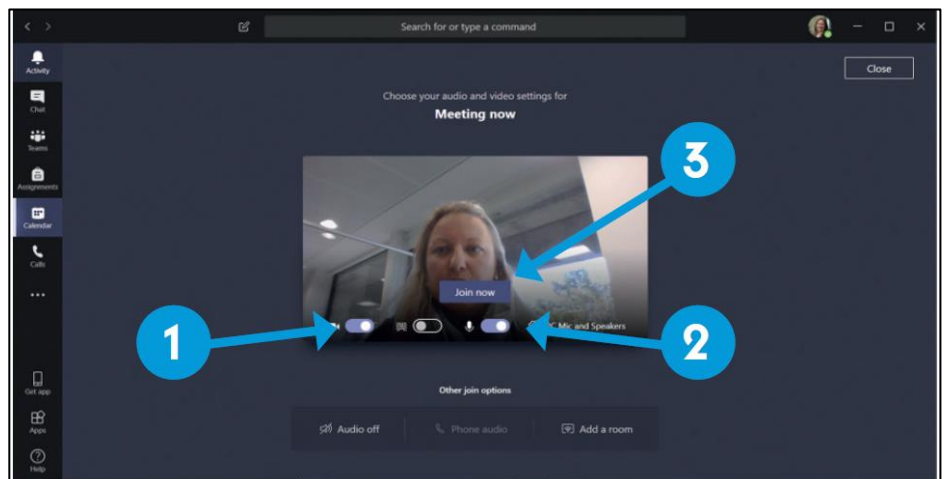 Search for or type a command
Activity
Chat
Teams
Assignments
Calendar
Calls
Get app
Apps
Help
Close
Choose your audio and video settings for
Meeting now
3
Join now
1
PC Mic and Speakers
2
Other join options
Audio off
Phone audio
Add a room